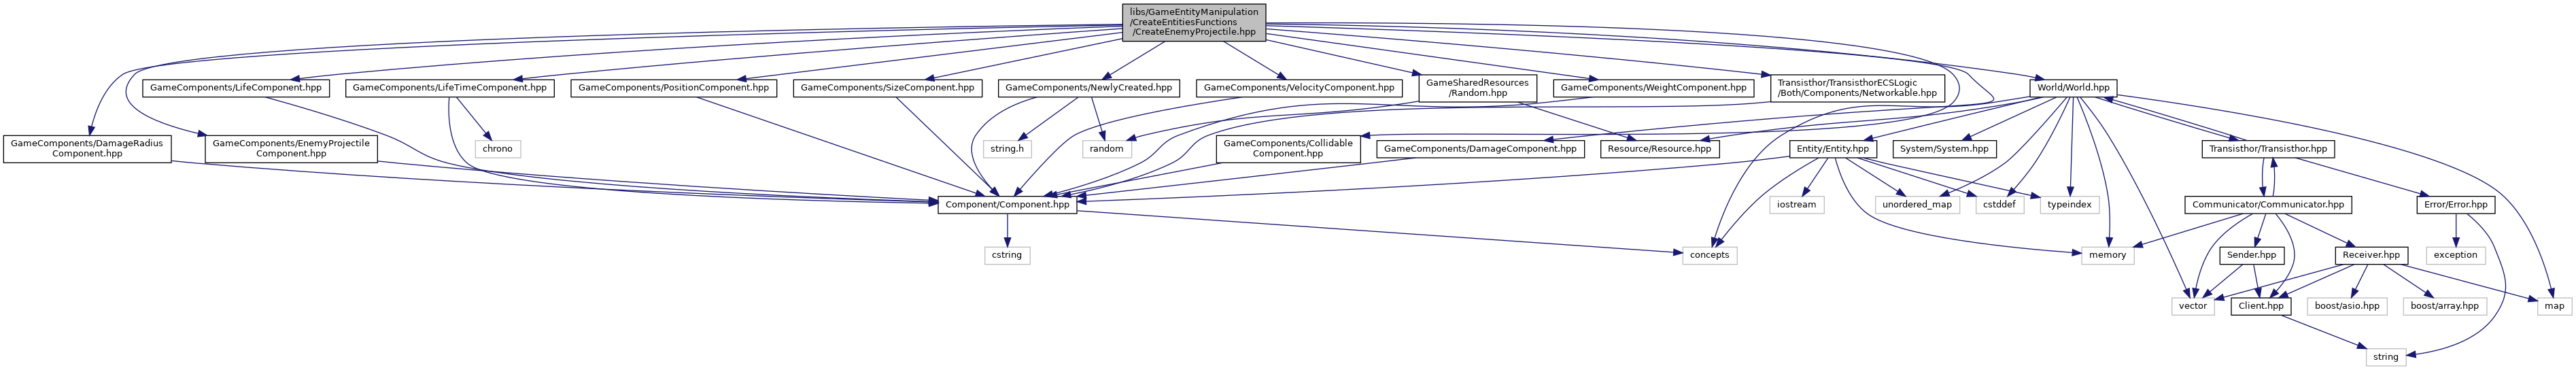 libs/GameEntityManipulation
/CreateEntitiesFunctions
/CreateEnemyProjectile.hpp
GameComponents/LifeComponent.hpp
GameComponents/LifeTimeComponent.hpp
GameComponents/PositionComponent.hpp
GameComponents/SizeComponent.hpp
GameComponents/NewlyCreated.hpp
GameComponents/VelocityComponent.hpp
GameSharedResources
/Random.hpp
GameComponents/WeightComponent.hpp
Transisthor/TransisthorECSLogic
/Both/Components/Networkable.hpp
World/World.hpp
GameComponents/DamageRadius
Component.hpp
GameComponents/EnemyProjectile
Component.hpp
chrono
string.h
random
GameComponents/Collidable
Component.hpp
GameComponents/DamageComponent.hpp
Resource/Resource.hpp
Entity/Entity.hpp
System/System.hpp
Transisthor/Transisthor.hpp
Component/Component.hpp
iostream
unordered_map
cstddef
typeindex
Communicator/Communicator.hpp
Error/Error.hpp
cstring
concepts
memory
Sender.hpp
Receiver.hpp
exception
vector
Client.hpp
boost/asio.hpp
boost/array.hpp
map
string